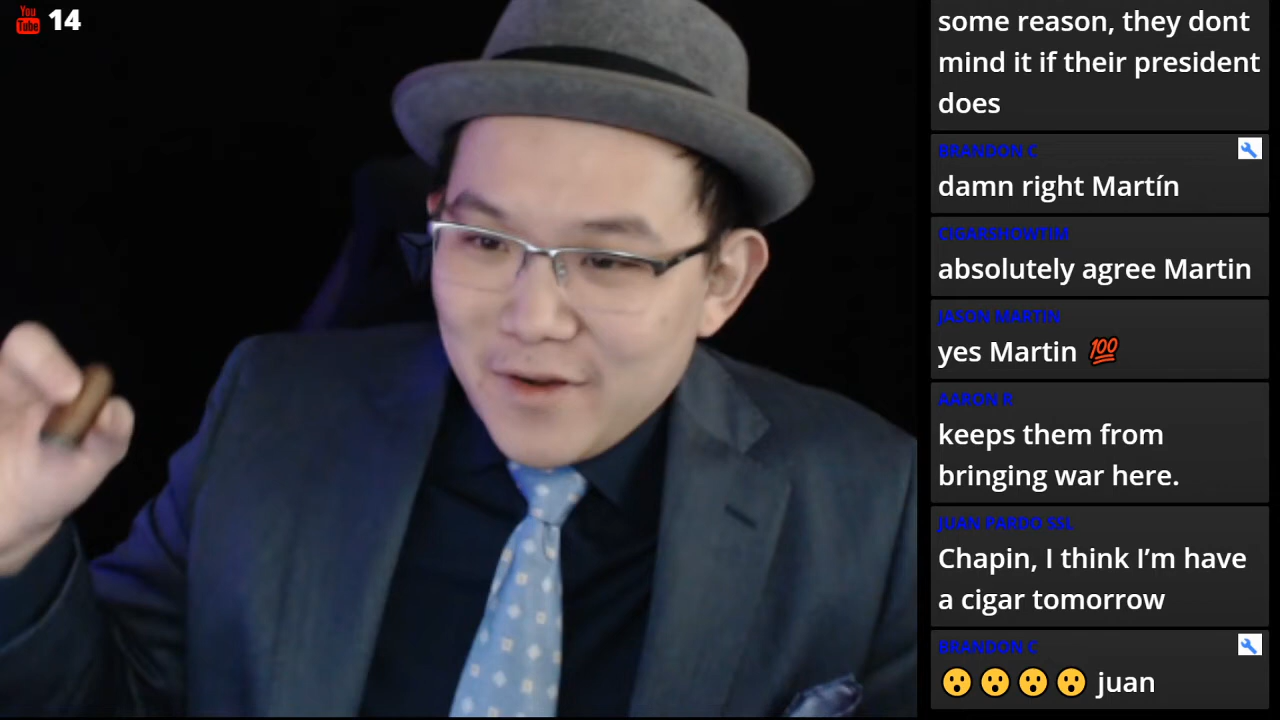 You
Tube 14
some reason, they dont
mind it if their president
does
BRANDON C
damn right Martín
CIGARSHOWTIM
absolutely agree Martin
JASON MARTIN
yes Martin 💯
AARON R
keeps them from
bringing war here.
JUAN PARDO SSL
Chapin, I think I’m have
a cigar tomorrow
BRANDON C
😮 😮 😮 😮 juan